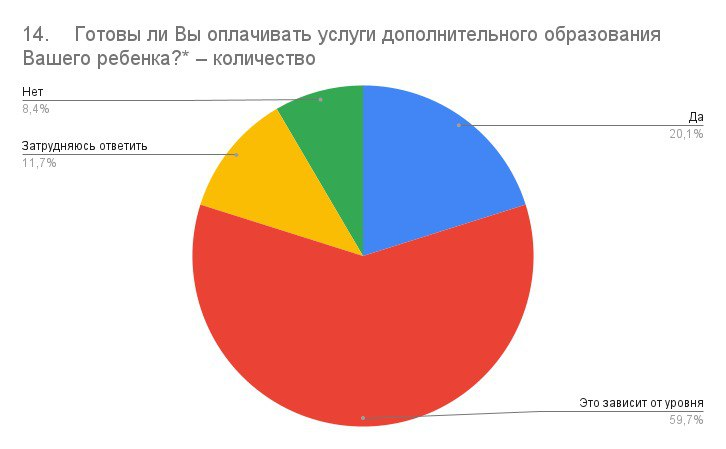 14. Готовы ли Вы оплачивать услуги дополнительного образования
Вашего ребенка?* – количество
Нет
8,4%
Да
20,1%
Затрудняюсь ответить
11,7%
Это зависит от уровня
59,7%